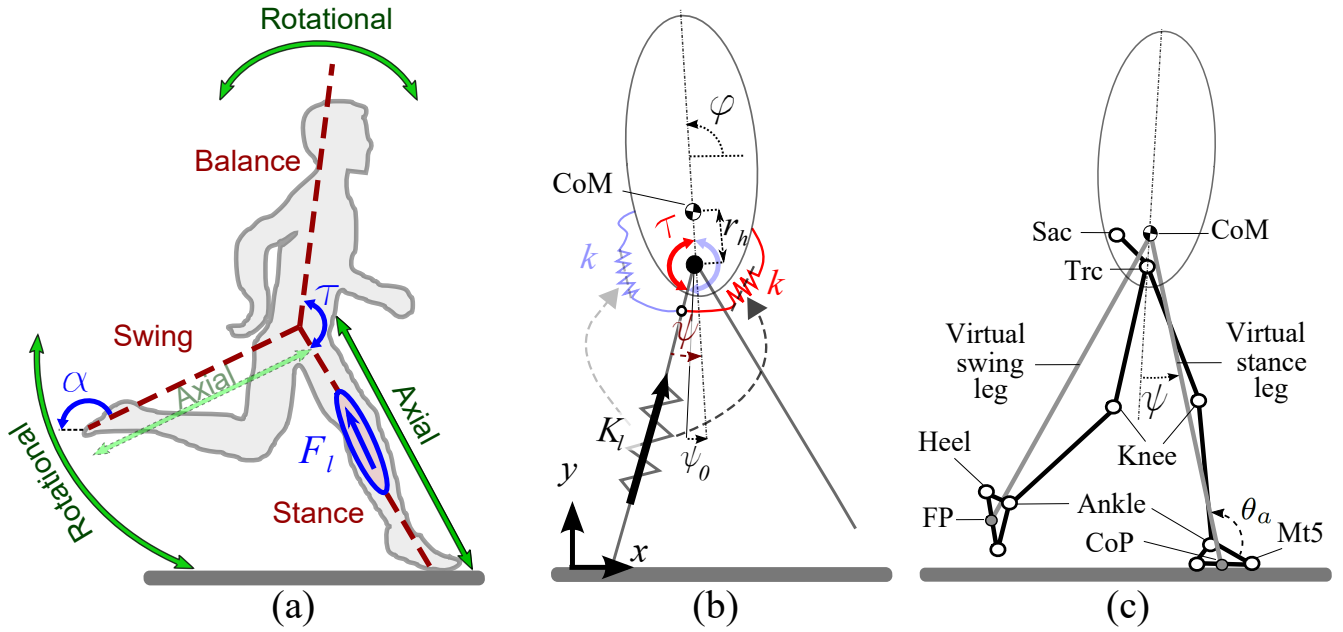 Rotational
Balance
τ
Swing
Axial
α
Axial
F_l
Rotational
Stance
(a)
φ
CoM
τ
r_h
k
k
ψ
K_l
ψ_0
y
x
(b)
Sac
CoM
Trc
Virtual
swing
leg
Virtual
stance
leg
ψ
Heel
Knee
FP
Ankle
θ_a
CoP
Mt5
(c)